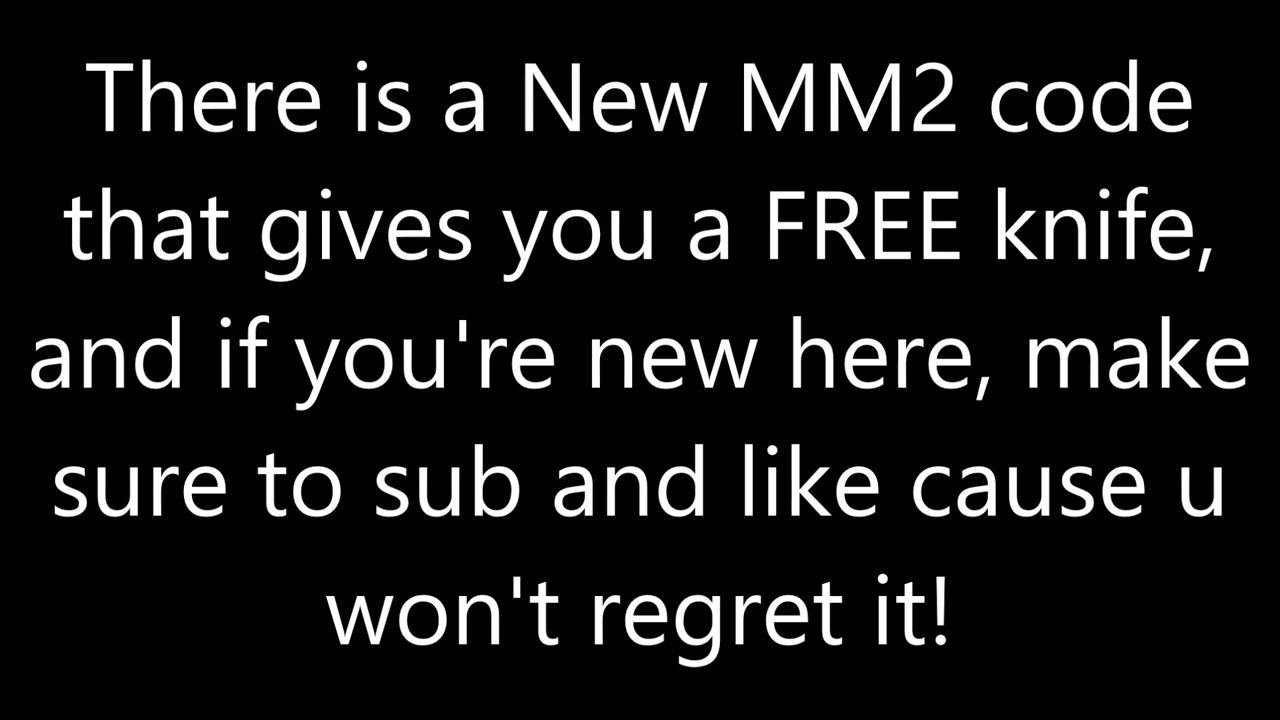 There is a New MM2 code
that gives you a FREE knife,
and if you're new here, make
sure to sub and like cause u
won't regret it!